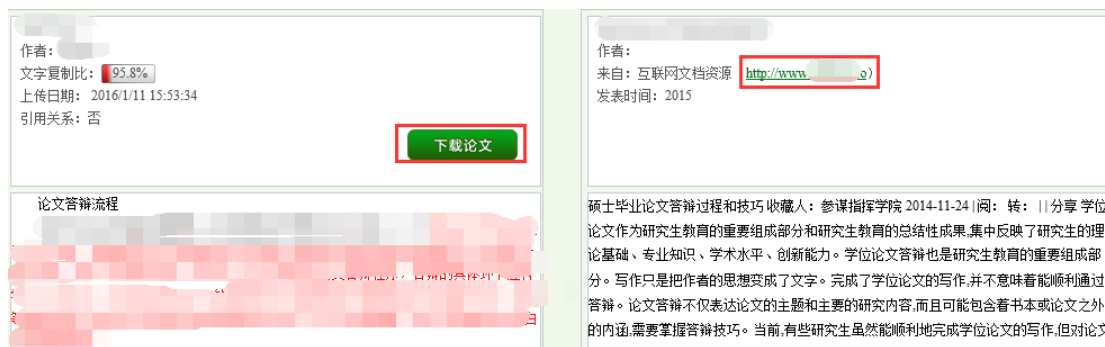 作者：
文字复制比： 95.8%
上传日期： 2016/1/11 15:53:34
引用关系：否
下载论文
作者：
来自：互联网文档资源 http://www. o)
发表时间：2015
论文答辩流程
硕士毕业论文答辩过程和技巧 收藏人：参谋指挥学院 2014-11-24 | 阅： 转： | | 分享 学位
论文作为研究生教育的重要组成部分和研究生教育的总结性成果,集中反映了研究生的理
论基础、专业知识、学术水平、创新能力。学位论文答辩也是研究生教育的重要组成部
分。写作只是把作者的思想变成了文字。完成了学位论文的写作,并不意味着能顺利通过
答辩。论文答辩不仅表达论文的主题和主要的研究内容,而且可能包含着书本或论文之外
的内涵,需要掌握答辩技巧。当前,有些研究生虽然能顺利地完成学位论文的写作,但对论文